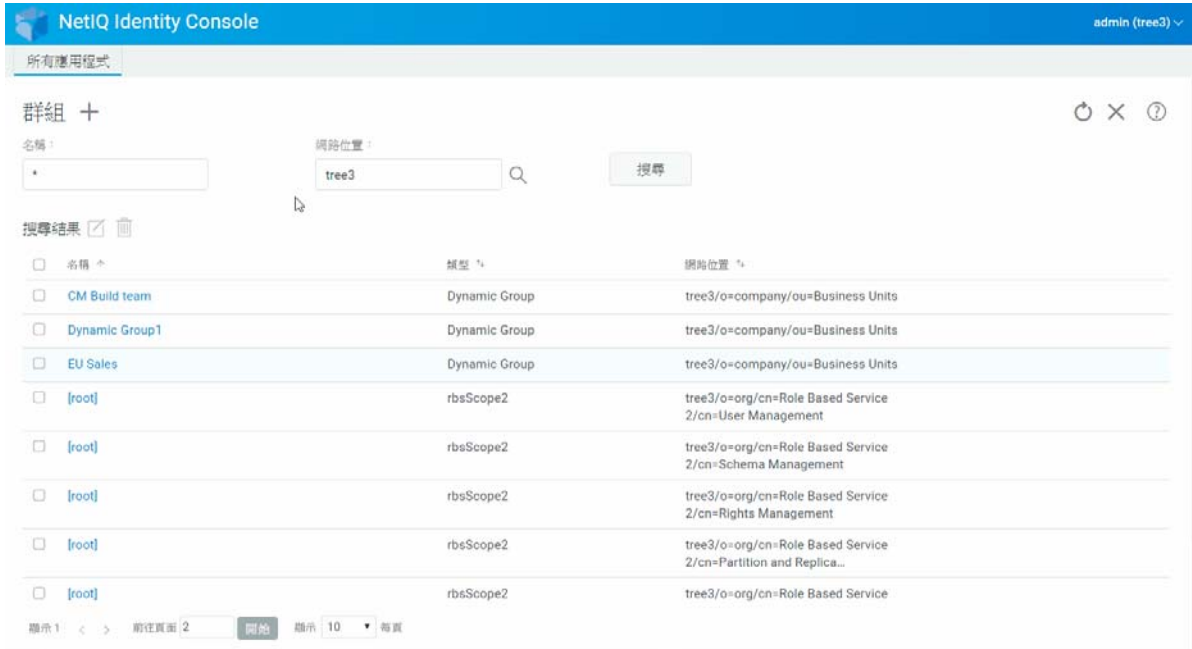 NetIQ Identity Console
admin (tree3)
所有應用程式
群組
名稱：
網路位置：
*
tree3
搜尋
搜尋結果
名稱 類型 網路位置
CM Build team Dynamic Group tree3/o=company/ou=Business Units
Dynamic Group1 Dynamic Group tree3/o=company/ou=Business Units
EU Sales Dynamic Group tree3/o=company/ou=Business Units
[root] rbsScope2 tree3/o=org/cn=Role Based Service
2/cn=User Management
[root] rbsScope2 tree3/o=org/cn=Role Based Service
2/cn=Schema Management
[root] rbsScope2 tree3/o=org/cn=Role Based Service
2/cn=Rights Management
[root] rbsScope2 tree3/o=org/cn=Role Based Service
2/cn=Partition and Replica...
[root] rbsScope2 tree3/o=org/cn=Role Based Service
顯示 1 < > 前往頁面 2 開始 顯示 10 每頁